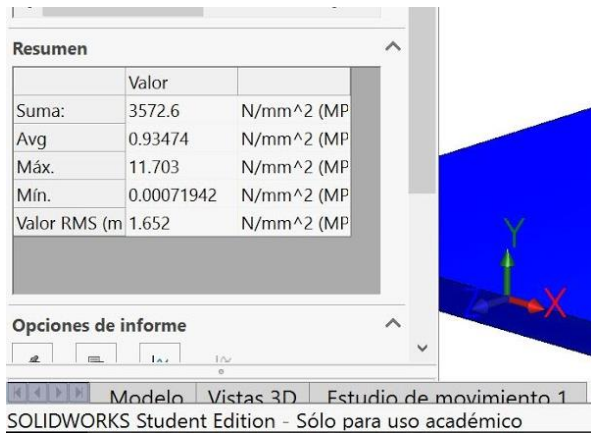 Resumen
Valor
Suma: 3572.6 N/mm^2 (MP
Avg 0.93474 N/mm^2 (MP
Máx. 11.703 N/mm^2 (MP
Mín. 0.00071942 N/mm^2 (MP
Valor RMS (m 1.652 N/mm^2 (MP
Y
Z X
Opciones de informe
Modelo Vistas 3D Estudio de movimiento 1
SOLIDWORKS Student Edition - Sólo para uso académico